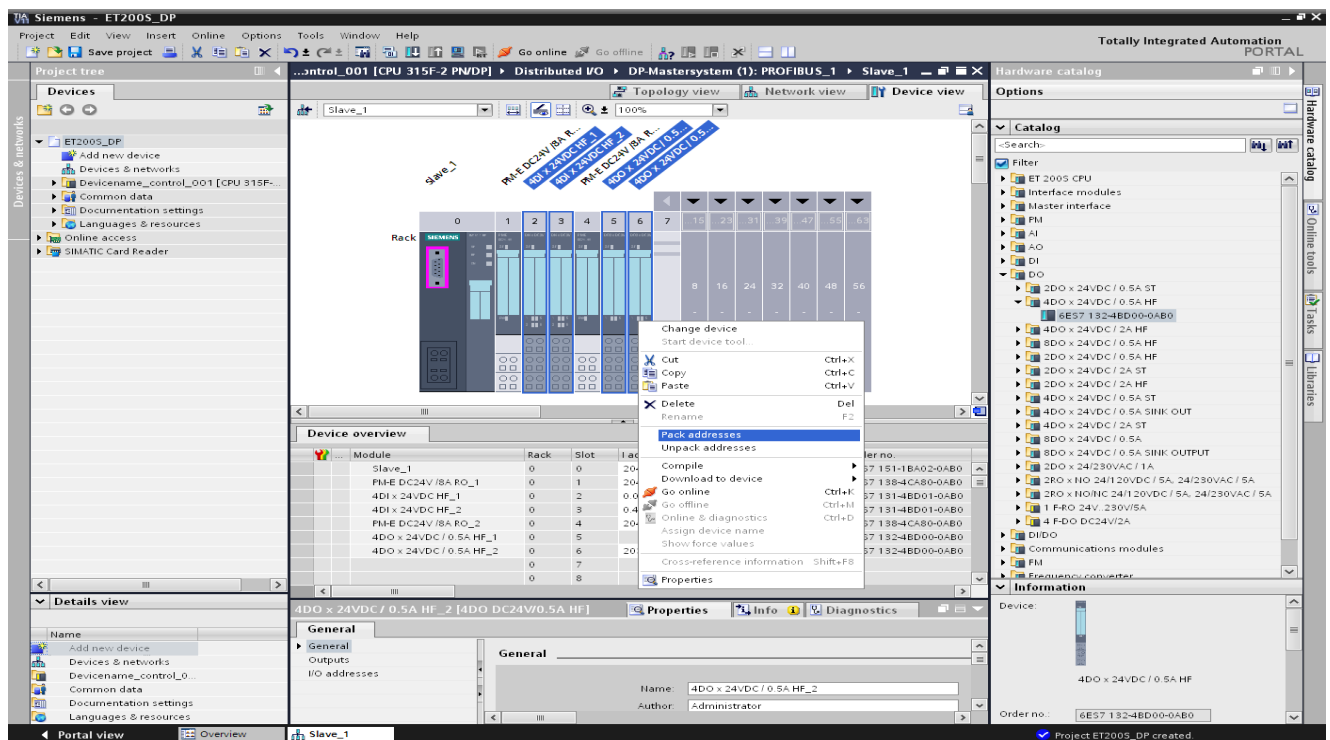 Siemens - ET200S_DP
Project Edit View Insert Online Options Tools Window Help
Save project Go online Go offline
Totally Integrated Automation
PORTAL
Project tree
...ontrol_001 [CPU 315F-2 PN/DP] Distributed I/O DP-Mastersystem (1): PROFIBUS_1 Slave_1
Hardware catalog
Devices
Topology view Network view Device view
Options
Slave_1 100%
Devices & networks
ET200S_DP
Add new device
Devices & networks
Devicename_control_001 [CPU 315F-...
Common data
Documentation settings
Languages & resources
Online access
SIMATIC Card Reader
Slave_1
PM-E DC24V /8A R...
4DI x 24VDC HF_1
4DI x 24VDC HF_2
PM-E DC24V /8A R...
4DO x 24VDC / 0.5...
4DO x 24VDC / 0.5...
0 1 2 3 4 5 6 7 15 23 31 39 47 55 63
Rack SIEMENS
8 16 24 32 40 48 56
Change device
Start device tool...
Cut Ctrl+X
Copy Ctrl+C
Paste Ctrl+V
Delete Del
Rename F2
Pack addresses
Unpack addresses
Compile
Download to device
Go online Ctrl+K
Go offline Ctrl+M
Online & diagnostics Ctrl+D
Assign device name
Show force values
Cross-reference information Shift+F8
Properties
Device overview
... Module Rack Slot I ad ler no.
Slave_1 0 0 204 S7 151-1BA02-0AB0
PM-E DC24V /8A RO_1 0 1 204 S7 138-4CA80-0AB0
4DI x 24VDC HF_1 0 2 0.0 S7 131-4BD01-0AB0
4DI x 24VDC HF_2 0 3 0.4 S7 131-4BD01-0AB0
PM-E DC24V /8A RO_2 0 4 204 S7 138-4CA80-0AB0
4DO x 24VDC / 0.5A HF_1 0 5 S7 132-4BD00-0AB0
4DO x 24VDC / 0.5A HF_2 0 6 S7 132-4BD00-0AB0
0 7
0 8
4DO x 24VDC / 0.5A HF_2 [4DO DC24V/0.5A HF]
Properties Info Diagnostics
General
General
Outputs
I/O addresses
General
Name: 4DO x 24VDC / 0.5A HF_2
Author: Administrator
Details view
Name
Add new device
Devices & networks
Devicename_control_0...
Common data
Documentation settings
Languages & resources
Catalog
<Search>
Filter
ET 200S CPU
Interface modules
Master interface
PM
AI
AO
DI
DO
2DO x 24VDC / 0.5A ST
4DO x 24VDC / 0.5A HF
6ES7 132-4BD00-0AB0
4DO x 24VDC / 2A HF
8DO x 24VDC / 0.5A HF
2DO x 24VDC / 0.5A HF
2DO x 24VDC / 2A ST
2DO x 24VDC / 2A HF
4DO x 24VDC / 0.5A ST
4DO x 24VDC / 0.5A SINK OUT
4DO x 24VDC / 2A ST
8DO x 24VDC / 0.5A
8DO x 24VDC / 0.5A SINK OUTPUT
2DO x 24/230VAC / 1A
2RO x NO 24/120VDC / 5A, 24/230VAC / 5A
2RO x NO/NC 24/120VDC / 5A, 24/230VAC / 5A
1 F-RO 24V..230V/5A
4 F-DO DC24V/2A
DI/DO
Communications modules
FM
Frequency converter
Information
Device:
4DO x 24VDC / 0.5A HF
Order no.: 6ES7 132-4BD00-0AB0
Hardware catalog
Online tools
Tasks
Libraries
Portal view Overview Slave_1 Project ET200S_DP created.